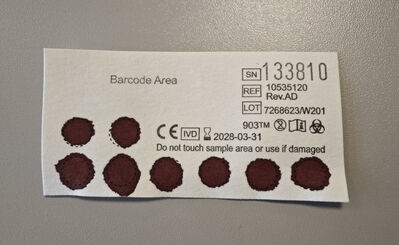 SN 133810
Barcode Area
REF 10535120
Rev.AD
LOT 7268623/W201
903™
CE IVD 2028-03-31
Do not touch sample area or use if damaged